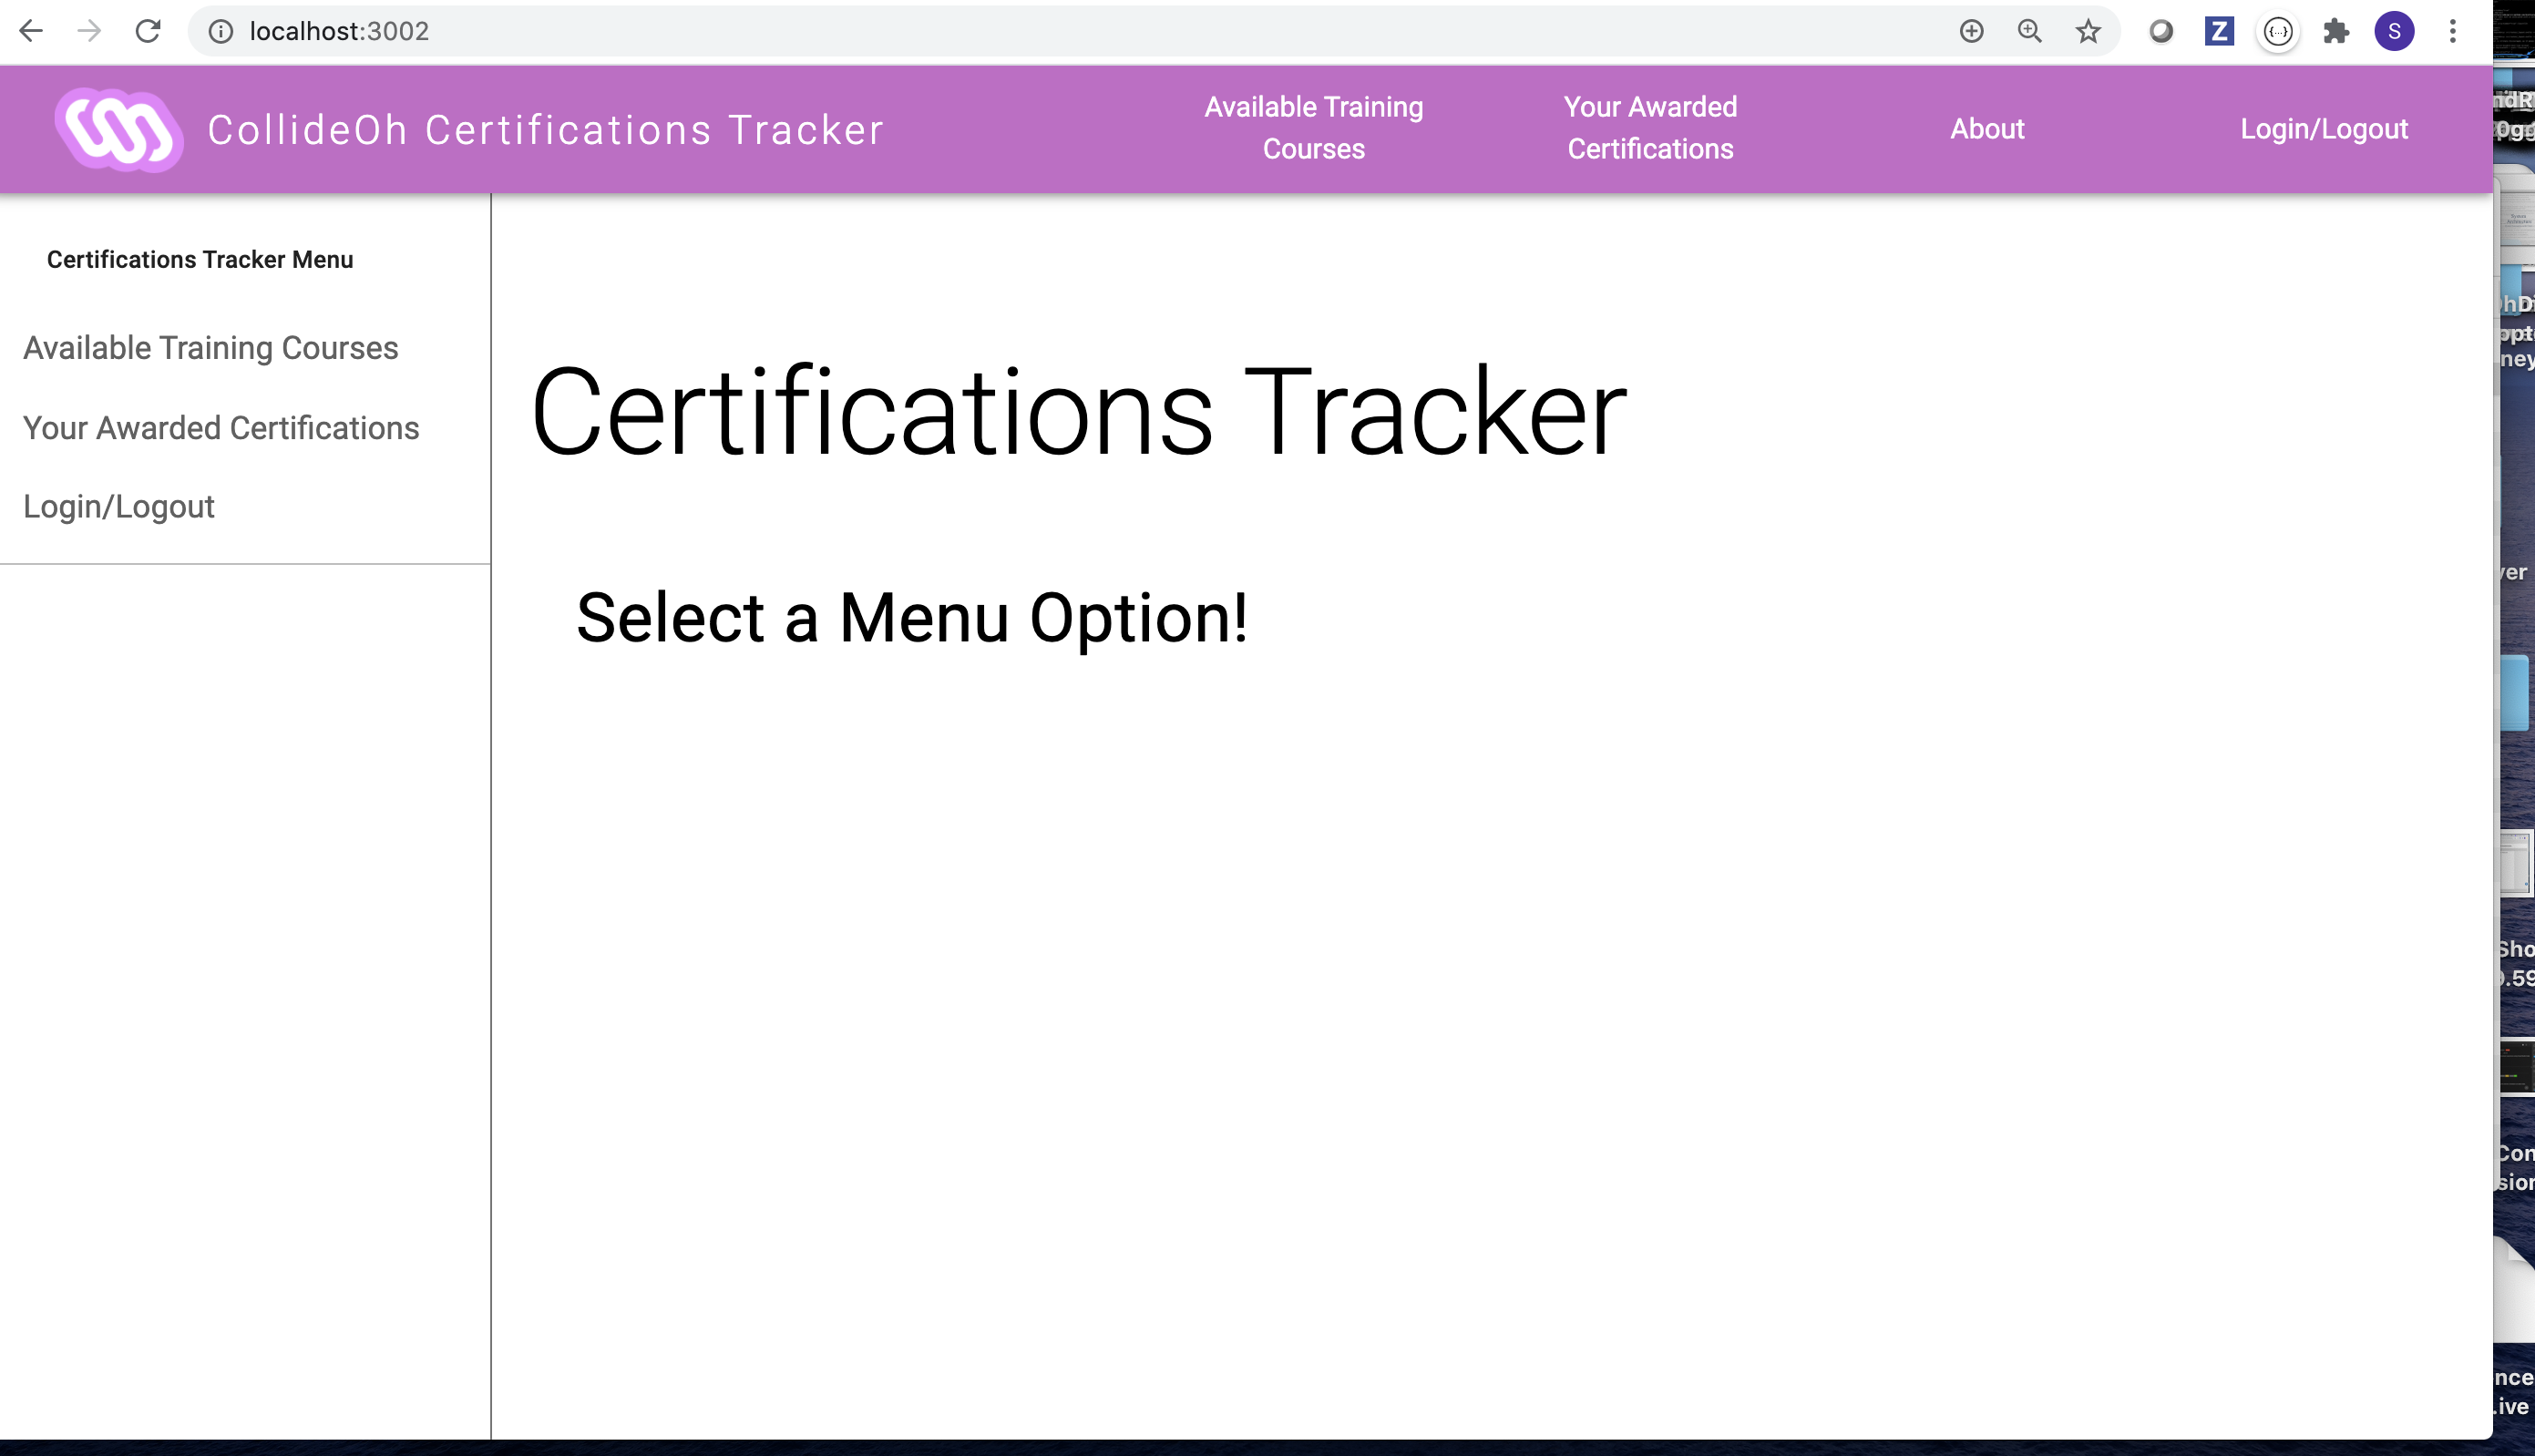 localhost:3002
Z
{...}
S
CollideOh Certifications Tracker
Available Training
Courses
Your Awarded
Certifications
About
Login/Logout
Certifications Tracker Menu
Available Training Courses
Your Awarded Certifications
Login/Logout
Certifications Tracker
Select a Menu Option!